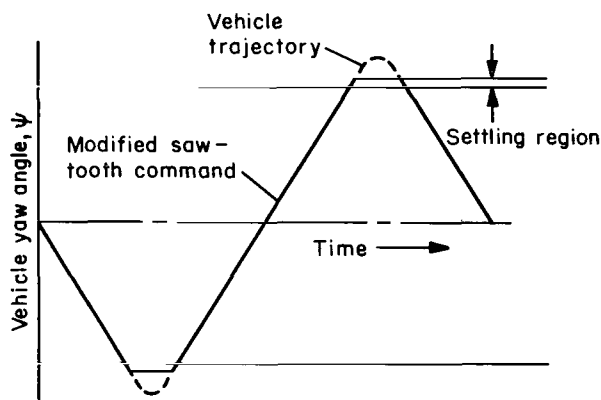 Vehicle
trajectory
Modified saw-
tooth command
Settling region
Time
Vehicle yaw angle, ψ